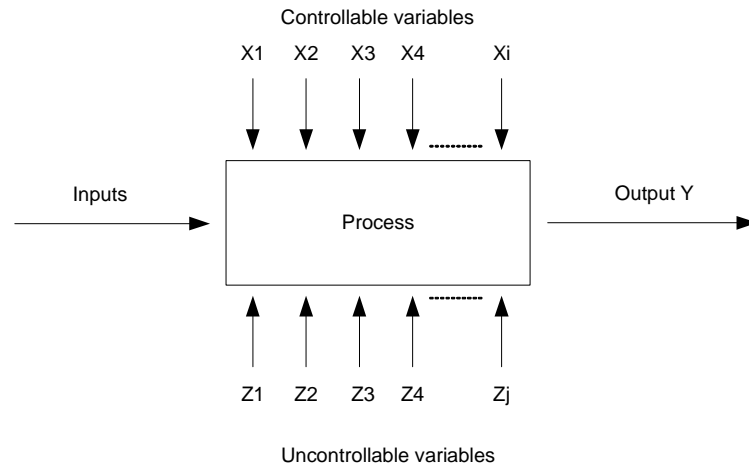 Controllable variables
X1 X2 X3 X4 Xi
Inputs
Process
Output Y
Z1 Z2 Z3 Z4 Zj
Uncontrollable variables